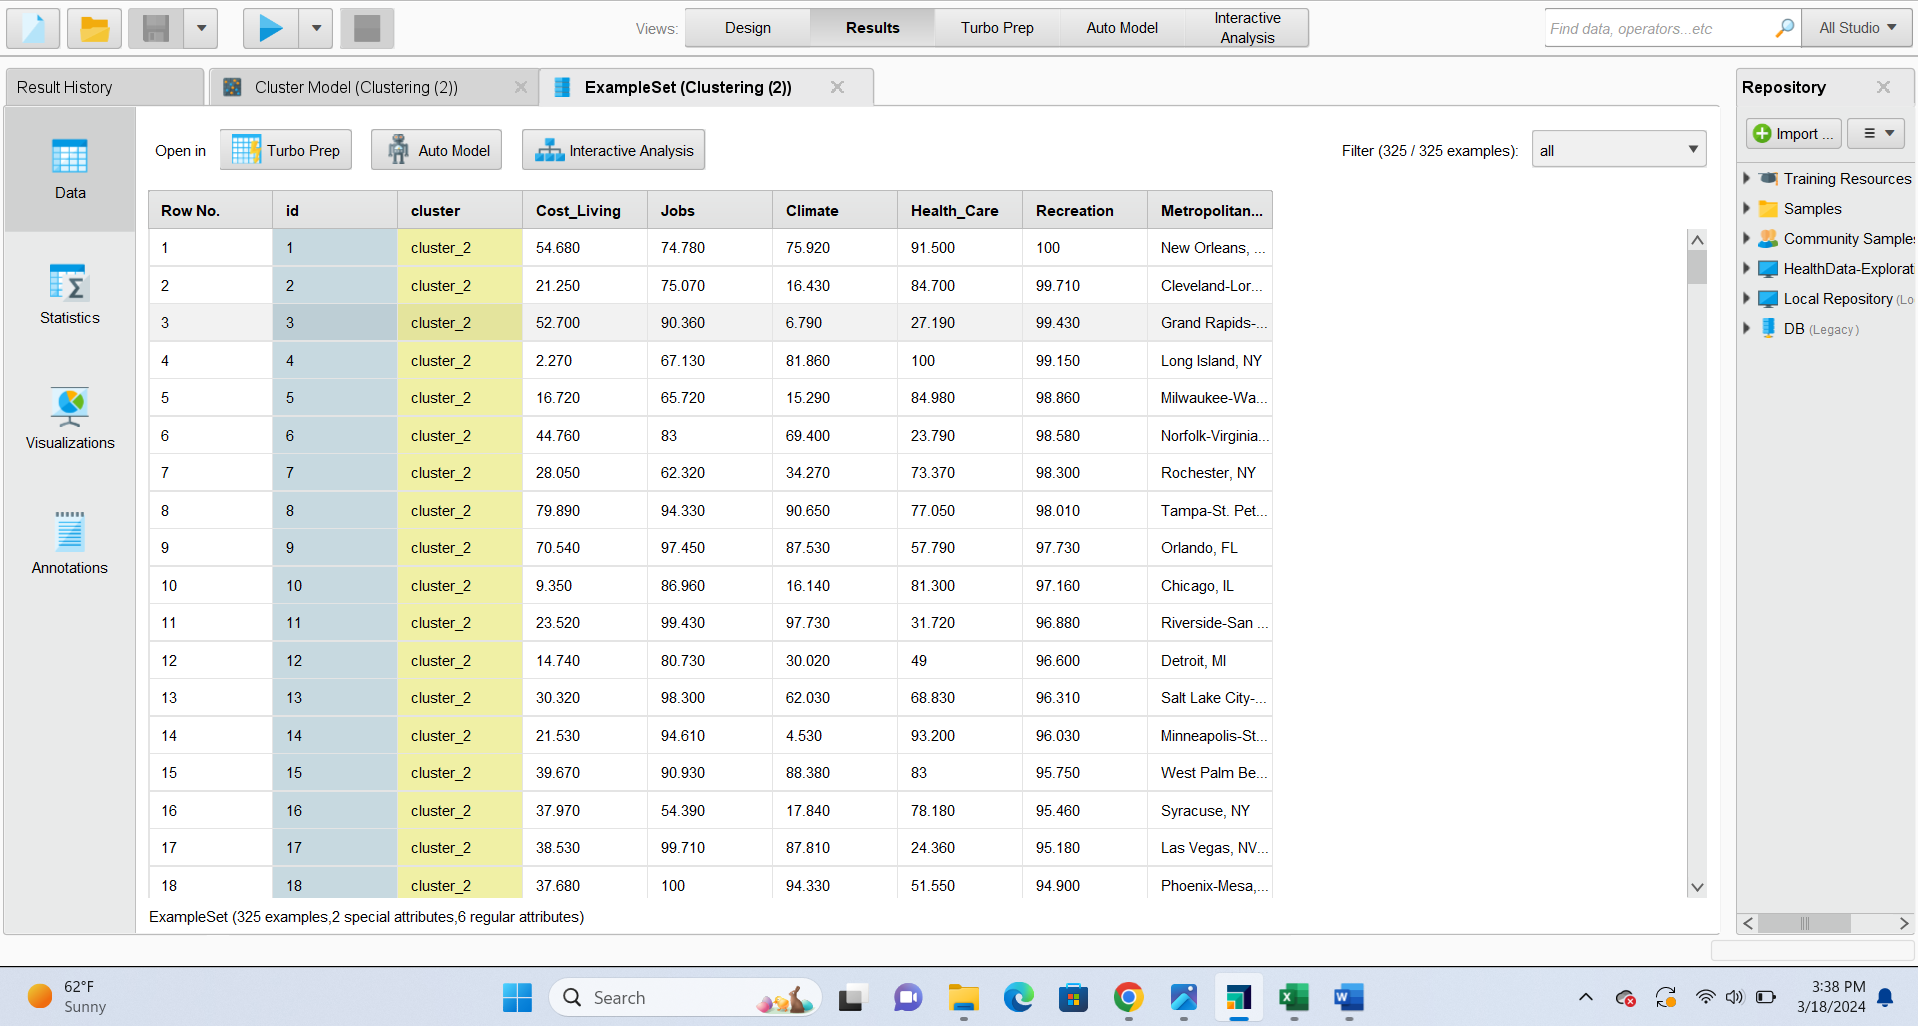 Views: Design Results Turbo Prep Auto Model Interactive Analysis
Find data, operators...etc All Studio
Result History Cluster Model (Clustering (2)) ExampleSet (Clustering (2)) Repository
Open in Turbo Prep Auto Model Interactive Analysis Filter (325 / 325 examples): all
Data
Statistics
Visualizations
Annotations
Row No. id cluster Cost_Living Jobs Climate Health_Care Recreation Metropolitan...
1 1 cluster_2 54.680 74.780 75.920 91.500 100 New Orleans, ...
2 2 cluster_2 21.250 75.070 16.430 84.700 99.710 Cleveland-Lor...
3 3 cluster_2 52.700 90.360 6.790 27.190 99.430 Grand Rapids-...
4 4 cluster_2 2.270 67.130 81.860 100 99.150 Long Island, NY
5 5 cluster_2 16.720 65.720 15.290 84.980 98.860 Milwaukee-Wa...
6 6 cluster_2 44.760 83 69.400 23.790 98.580 Norfolk-Virginia...
7 7 cluster_2 28.050 62.320 34.270 73.370 98.300 Rochester, NY
8 8 cluster_2 79.890 94.330 90.650 77.050 98.010 Tampa-St. Pet...
9 9 cluster_2 70.540 97.450 87.530 57.790 97.730 Orlando, FL
10 10 cluster_2 9.350 86.960 16.140 81.300 97.160 Chicago, IL
11 11 cluster_2 23.520 99.430 97.730 31.720 96.880 Riverside-San ...
12 12 cluster_2 14.740 80.730 30.020 49 96.600 Detroit, MI
13 13 cluster_2 30.320 98.300 62.030 68.830 96.310 Salt Lake City-...
14 14 cluster_2 21.530 94.610 4.530 93.200 96.030 Minneapolis-St...
15 15 cluster_2 39.670 90.930 88.380 83 95.750 West Palm Be...
16 16 cluster_2 37.970 54.390 17.840 78.180 95.460 Syracuse, NY
17 17 cluster_2 38.530 99.710 87.810 24.360 95.180 Las Vegas, NV...
18 18 cluster_2 37.680 100 94.330 51.550 94.900 Phoenix-Mesa,...
ExampleSet (325 examples,2 special attributes,6 regular attributes)
Import ...
Training Resources
Samples
Community Samples
HealthData-Explorat
Local Repository (Lo
DB (Legacy)
62°F
Sunny
Search
3:38 PM
3/18/2024